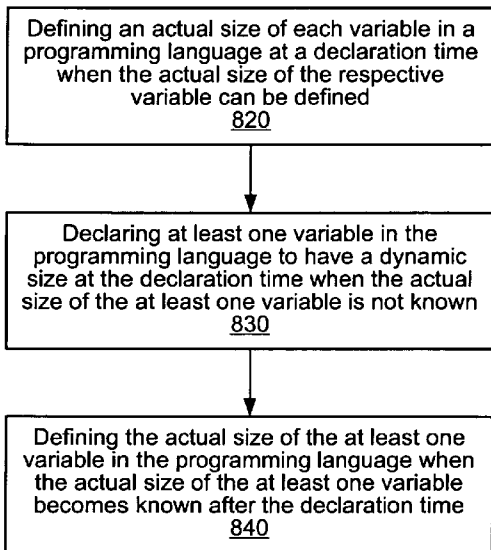 Defining an actual size of each variable in a
programming language at a declaration time
when the actual size of the respective
variable can be defined
820
Declaring at least one variable in the
programming language to have a dynamic
size at the declaration time when the actual
size of the at least one variable is not known
830
Defining the actual size of the at least one
variable in the programming language when
the actual size of the at least one variable
becomes known after the declaration time
840